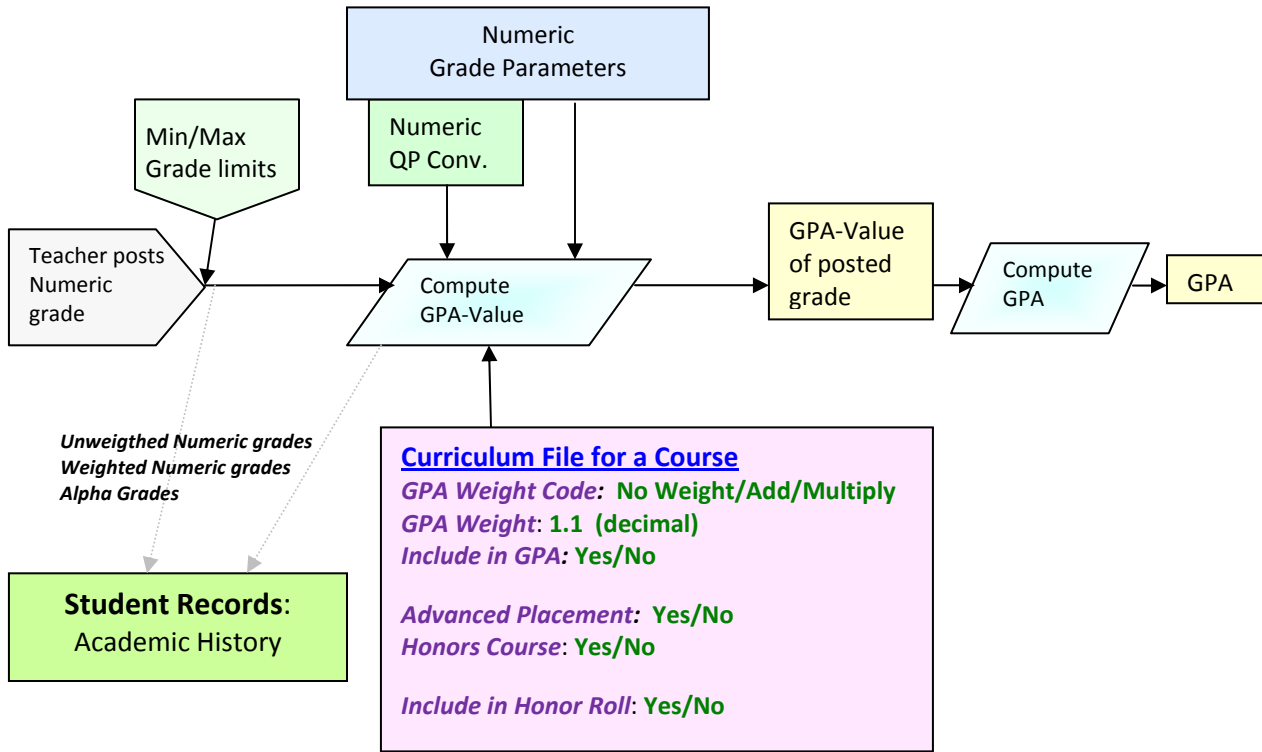 Numeric
Grade Parameters
Min/Max
Grade limits
Numeric
QP Conv.
Teacher posts
Numeric
grade
Compute
GPA-Value
GPA-Value
of posted
grade
Compute
GPA
GPA
Unweigthed Numeric grades
Weighted Numeric grades
Alpha Grades
Curriculum File for a Course
GPA Weight Code: No Weight/Add/Multiply
GPA Weight: 1.1 (decimal)
Include in GPA: Yes/No
Advanced Placement: Yes/No
Honors Course: Yes/No
Include in Honor Roll: Yes/No
Student Records:
Academic History